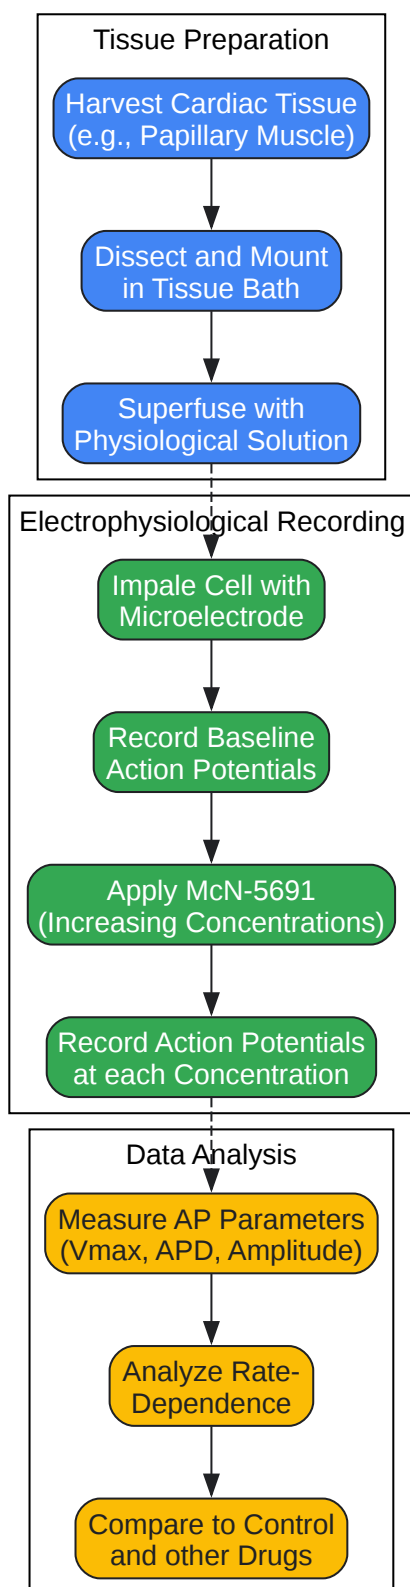 Tissue Preparation
Harvest Cardiac Tissue
(e.g., Papillary Muscle)
Dissect and Mount
in Tissue Bath
Superfuse with
Physiological Solution
Electrophysiological Recording
Impale Cell with
Microelectrode
Record Baseline
Action Potentials
Apply McN-5691
(Increasing Concentrations)
Record Action Potentials
at each Concentration
Data Analysis
Measure AP Parameters
(Vmax, APD, Amplitude)
Analyze Rate-
Dependence
Compare to Control
and other Drugs